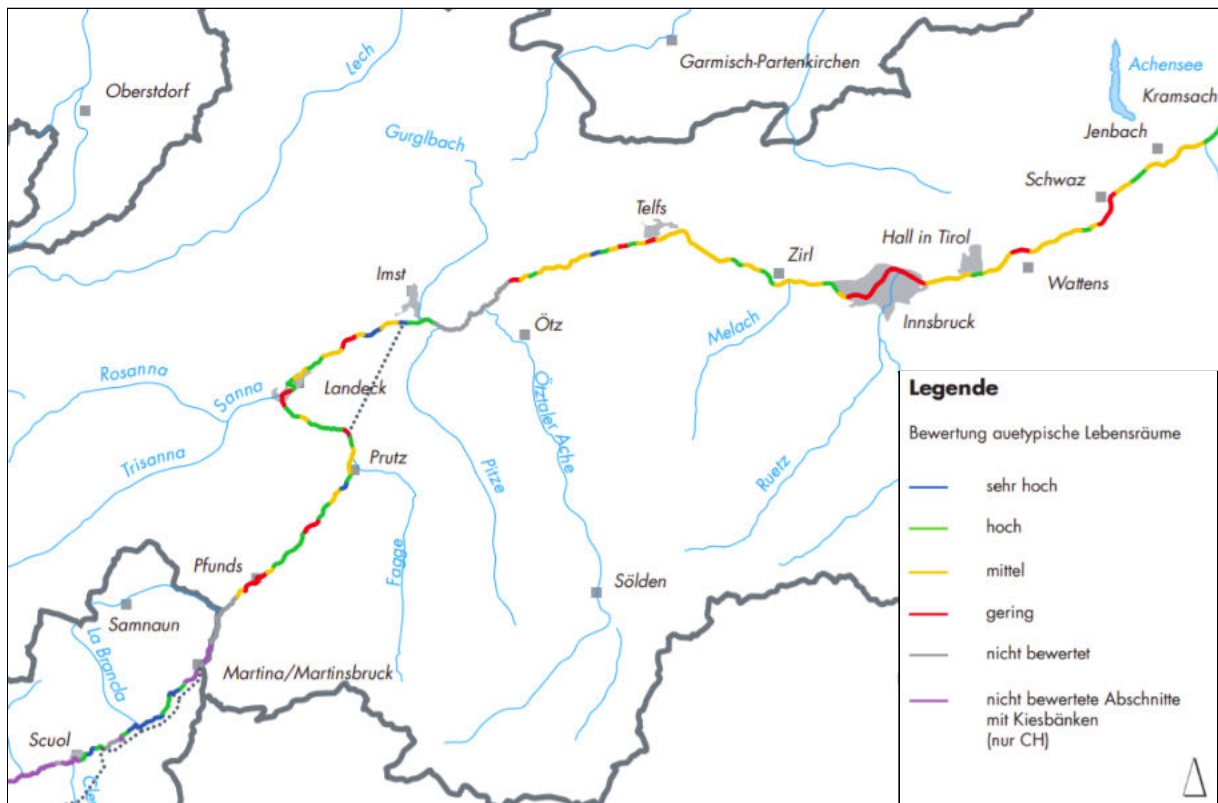 Oberstdorf
Lech
Garmisch-Partenkirchen
Achensee
Kramsach
Jenbach
Gurglbach
Schwaz
Telfs
Hall in Tirol
Zirl
Imst
Wattens
Ötz
Innsbruck
Melach
Rosanna
Sanna
Landeck
Ötztaler Ache
Trisanna
Prutz
Pitze
Ruetz
Pfunds
Fagge
Sölden
Samnaun
La Branda
Martina/Martinsbruck
Scuol
Legende
Bewertung auetypische Lebensräume
sehr hoch
hoch
mittel
gering
nicht bewertet
nicht bewertete Abschnitte
mit Kiesbänken
(nur CH)